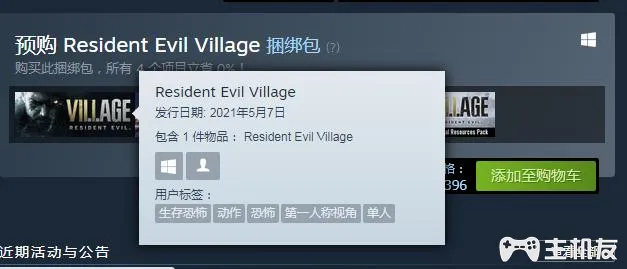 预购 Resident Evil Village 捆绑包 (?)
购买此捆绑包，所有 4 个项目立省 0%！
VILLAGE
RESIDENT EVIL.
Resident Evil Village
发行日期: 2021年5月7日
包含 1 件物品： Resident Evil Village
用户标签：
生存恐怖 动作 恐怖 第一人称视角 单人
VILLAGE
RESIDENT EVIL
Resources Pack
格：
396
添加至购物车
近期活动与公告
主机友